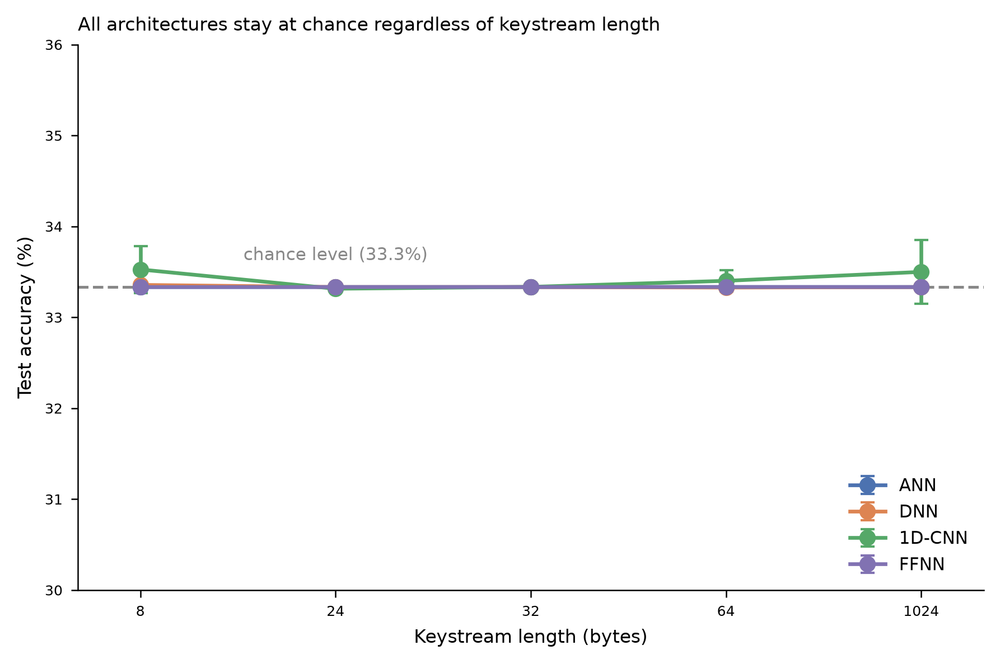 All architectures stay at chance regardless of keystream length
36
35
34
33
32
31
30
Test accuracy (%)
chance level (33.3%)
ANN
DNN
1D-CNN
FFNN
8 24 32 64 1024
Keystream length (bytes)